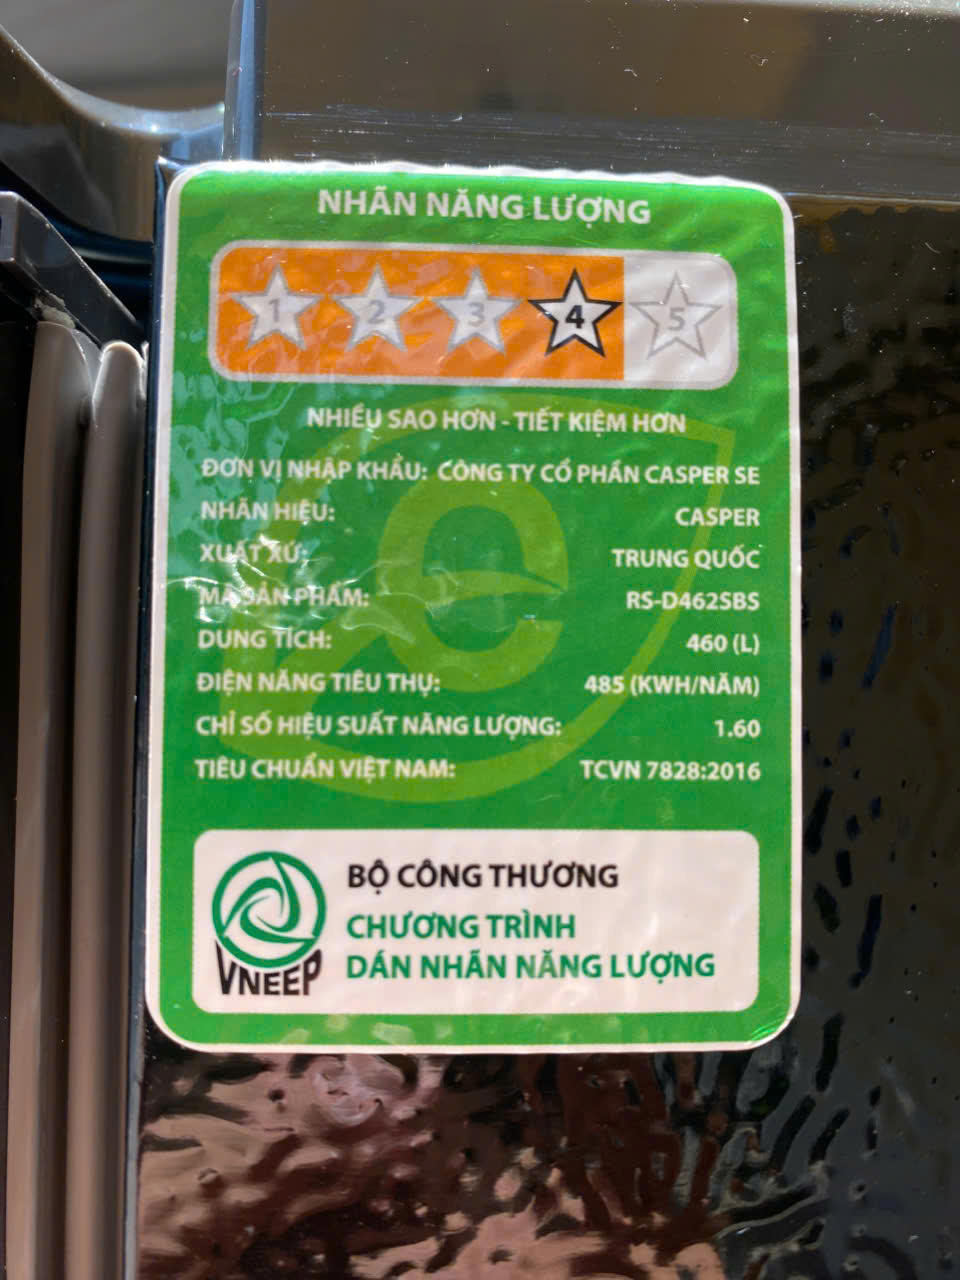 NHÃN NĂNG LƯỢNG
1 2 3 4 5
NHIỀU SAO HƠN - TIẾT KIỆM HƠN
ĐƠN VỊ NHẬP KHẨU: CÔNG TY CỔ PHẦN CASPER SE
NHÃN HIỆU: CASPER
XUẤT XỨ: TRUNG QUỐC
MÃ SẢN PHẨM: RS-D462SBS
DUNG TÍCH: 460 (L)
ĐIỆN NĂNG TIÊU THỤ: 485 (KWH/NĂM)
CHỈ SỐ HIỆU SUẤT NĂNG LƯỢNG: 1.60
TIÊU CHUẨN VIỆT NAM: TCVN 7828:2016
BỘ CÔNG THƯƠNG
CHƯƠNG TRÌNH
DÁN NHÃN NĂNG LƯỢNG
VNEEP